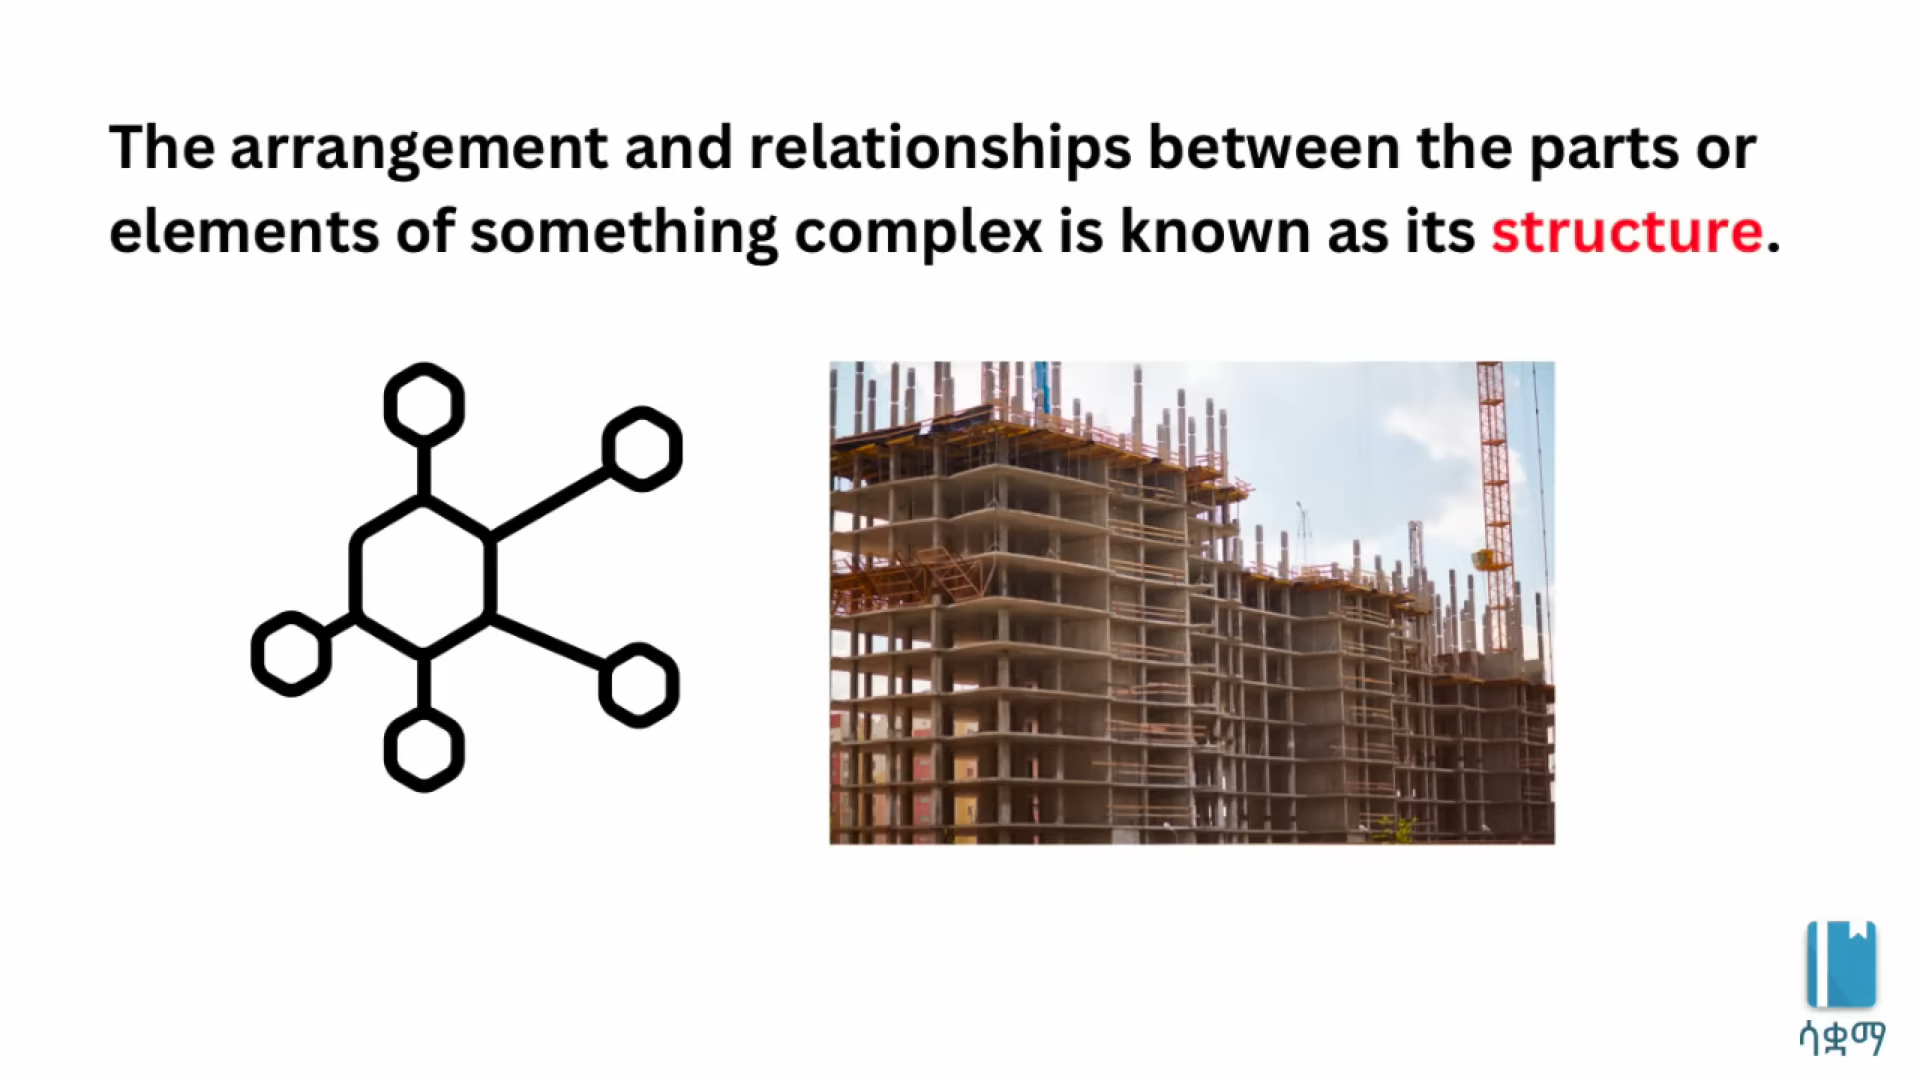 The arrangement and relationships between the parts or
elements of something complex is known as its structure.
ሳቋማ